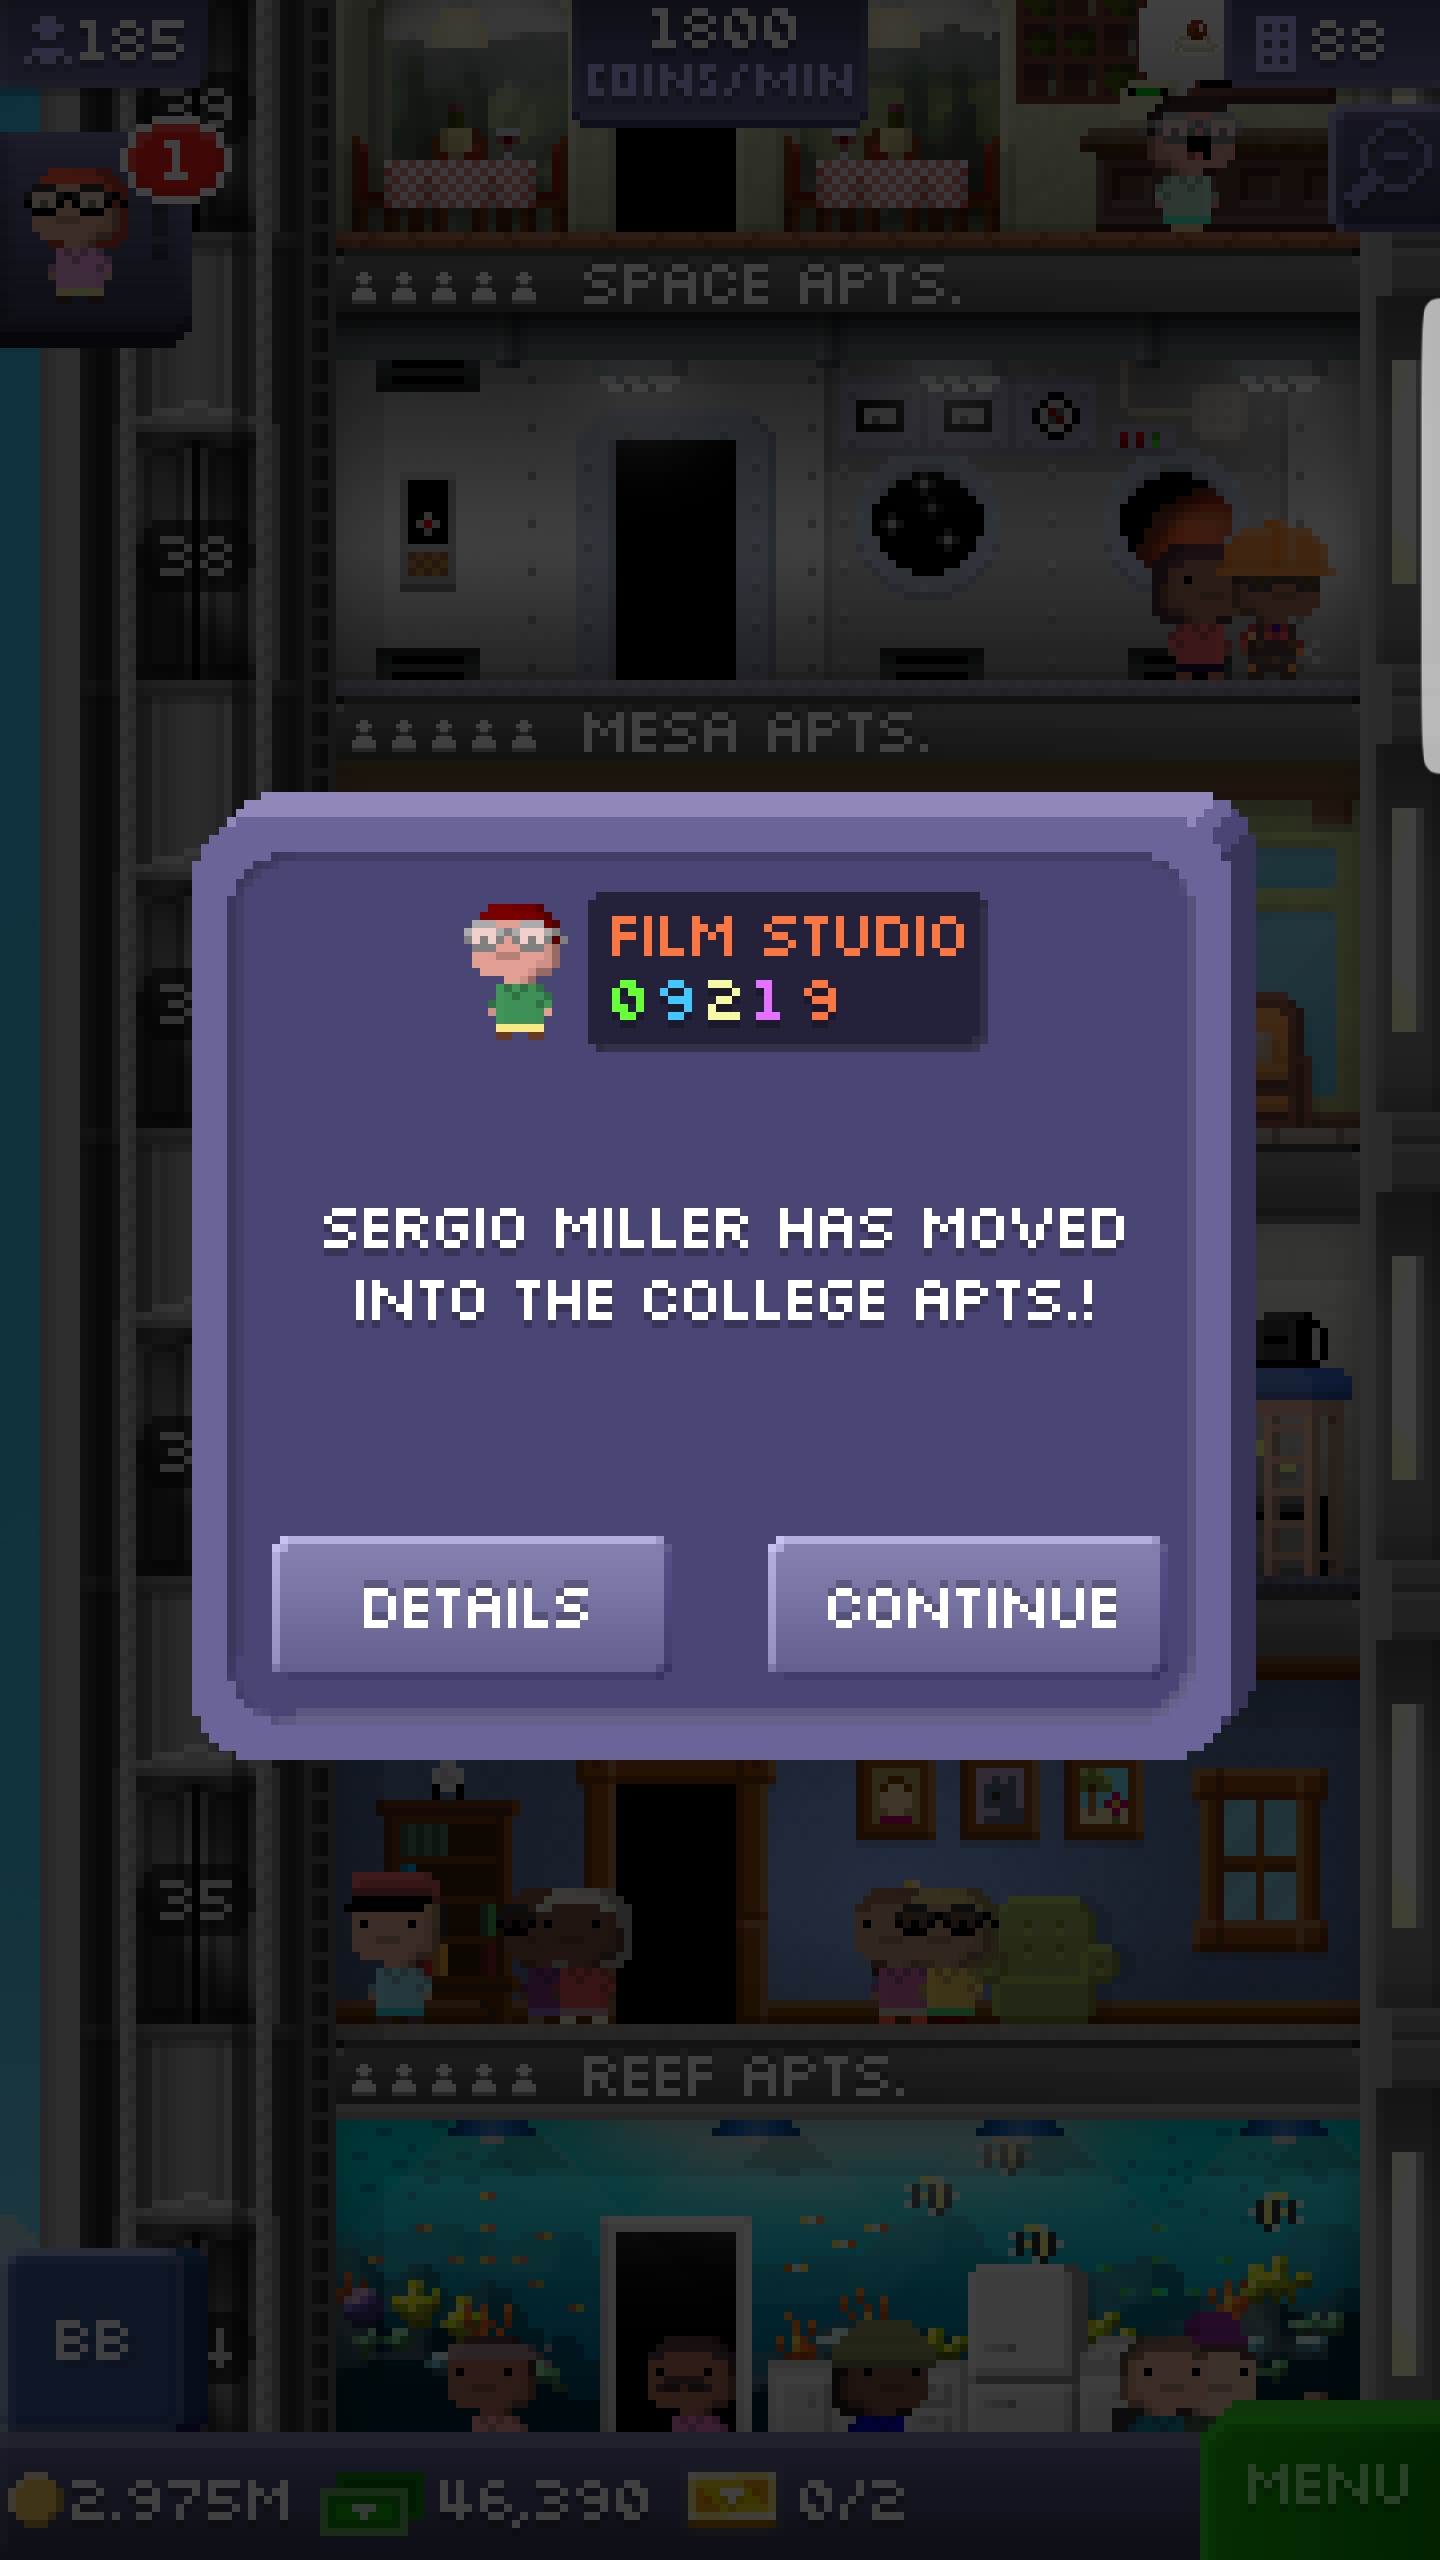 185
1800
COINS/MIN
88
39
1
SPACE APTS.
38
MESA APTS.
FILM STUDIO
09219
SERGIO MILLER HAS MOVED
INTO THE COLLEGE APTS.!
DETAILS
CONTINUE
35
REEF APTS.
BB
2.975M
46,390
0/2
MENU